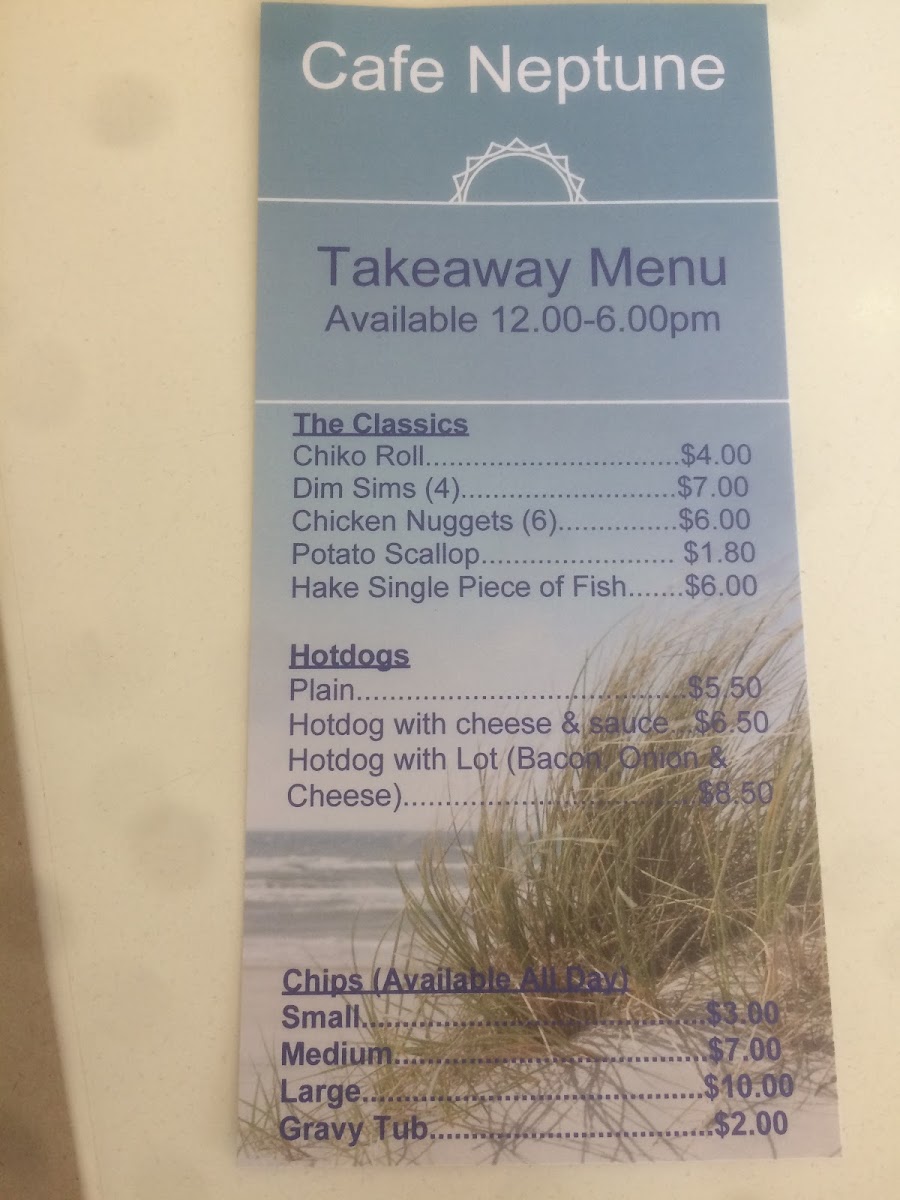 Cafe Neptune
Takeaway Menu
Available 12.00-6.00pm
The Classics
Chiko Roll...............................$4.00
Dim Sims (4)..........................$7.00
Chicken Nuggets (6)...............$6.00
Potato Scallop........................ $1.80
Hake Single Piece of Fish.......$6.00
Hotdogs
Plain........................................$5.50
Hotdog with cheese & sauce...$6.50
Hotdog with Lot (Bacon, Onion &
Cheese)....................................$8.50
Chips (Available All Day)
Small.........................................$3.00
Medium.....................................$7.00
Large.........................................$10.00
Gravy Tub..................................$2.00